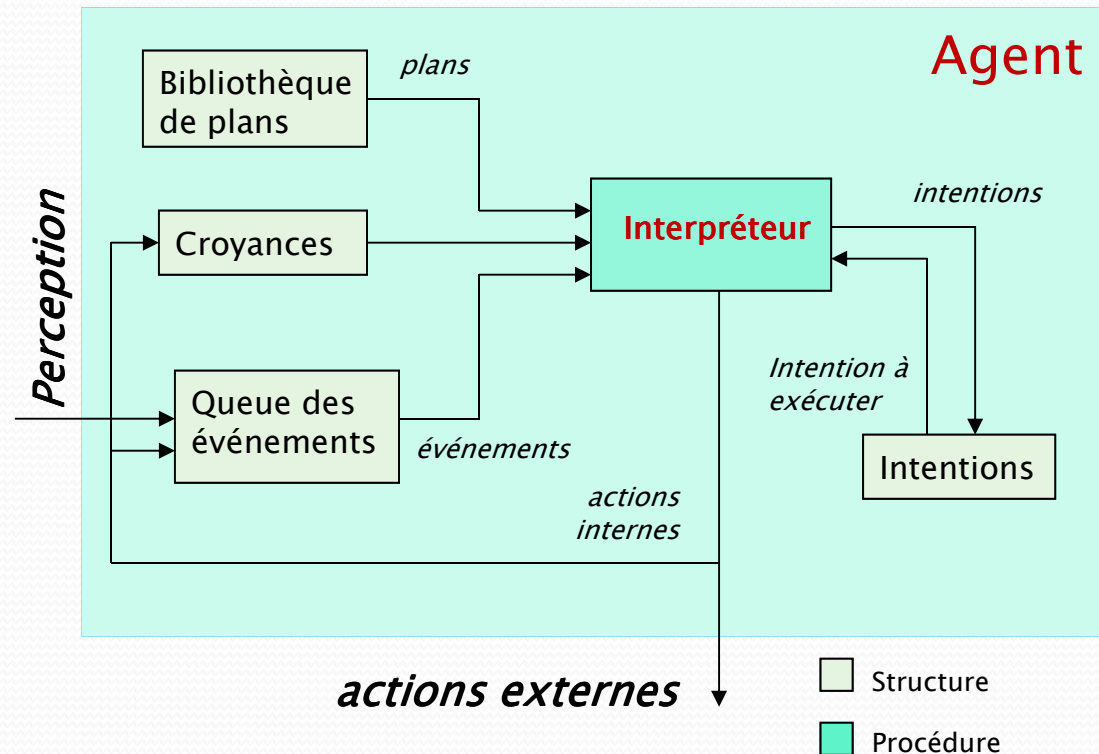 Agent
plans
Bibliothèque
de plans
Perception
intentions
Interpréteur
Croyances
Intention à
exécuter
Queue des
événements
événements
Intentions
actions
internes
actions externes
Structure
Procédure